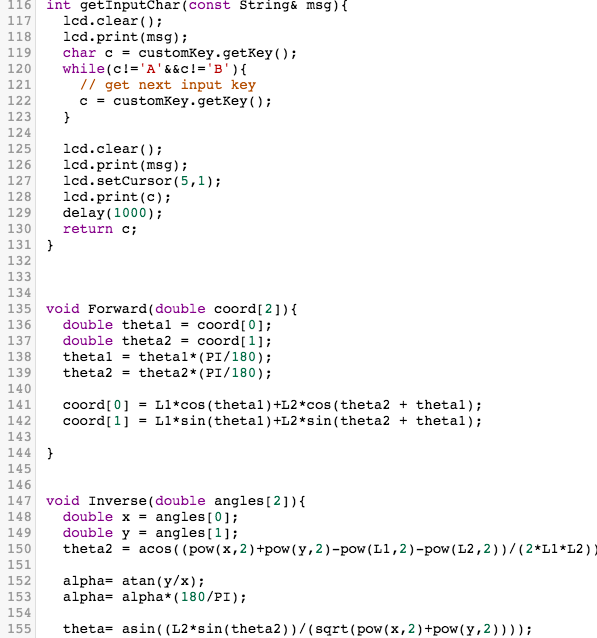 116 int getInputChar(const String& msg){
117 lcd.clear();
118 lcd.print(msg);
119 char c = customKey.getKey();
120 while(c!='A'&&c!='B'){
121 // get next input key
122 c = customKey.getKey();
123 }
124
125 lcd.clear();
126 lcd.print(msg);
127 lcd.setCursor(5,1);
128 lcd.print(c);
129 delay(1000);
130 return c;
131 }
132
133
134
135 void Forward(double coord[2]){
136 double theta1 = coord[0];
137 double theta2 = coord[1];
138 theta1 = theta1*(PI/180);
139 theta2 = theta2*(PI/180);
140
141 coord[0] = L1*cos(theta1)+L2*cos(theta2 + theta1);
142 coord[1] = L1*sin(theta1)+L2*sin(theta2 + theta1);
143
144 }
145
146
147 void Inverse(double angles[2]){
148 double x = angles[0];
149 double y = angles[1];
150 theta2 = acos((pow(x,2)+pow(y,2)-pow(L1,2)-pow(L2,2))/(2*L1*L2))
151
152 alpha= atan(y/x);
153 alpha= alpha*(180/PI);
154
155 theta= asin((L2*sin(theta2))/(sqrt(pow(x,2)+pow(y,2))));